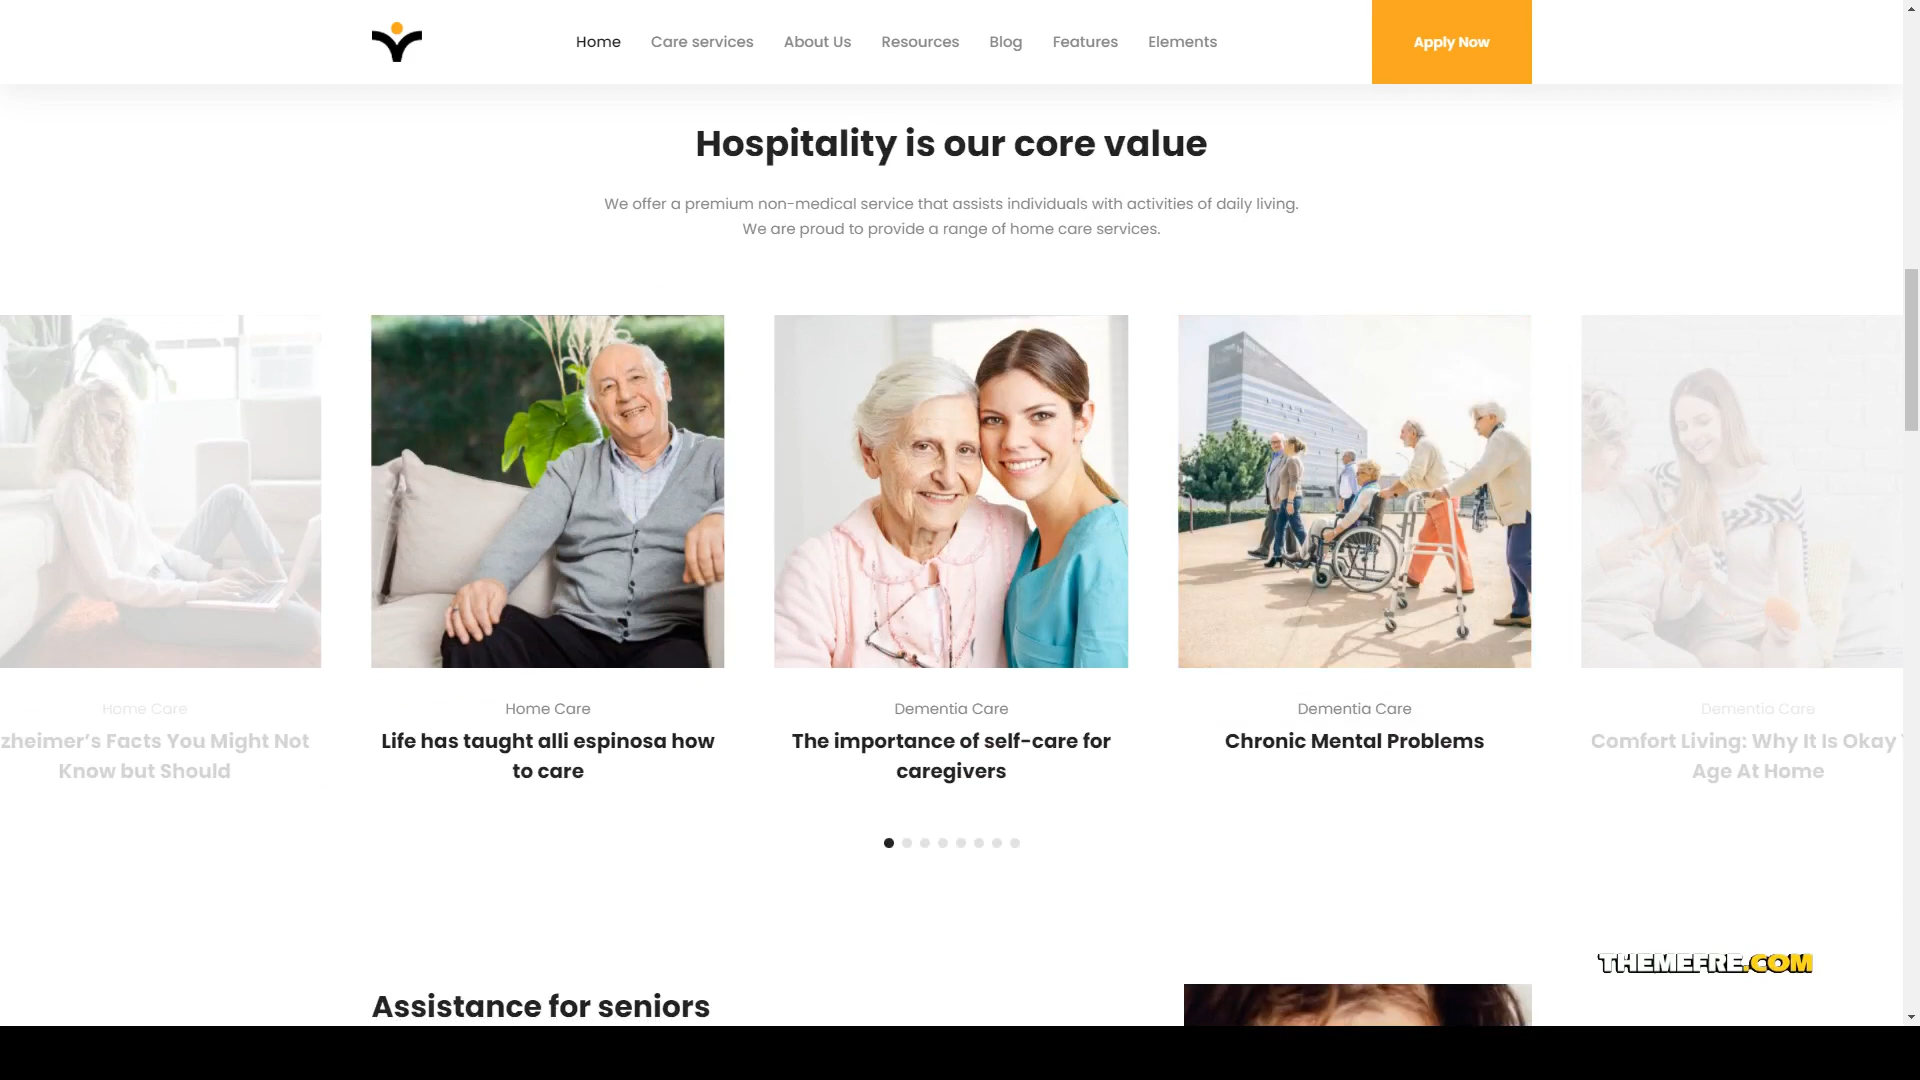 Home Care services About Us Resources Blog Features Elements Apply Now
Hospitality is our core value
We offer a premium non-medical service that assists individuals with activities of daily living.
We are proud to provide a range of home care services.
Home Care
zheimer's Facts You Might Not
Know but Should
Home Care
Life has taught alli espinosa how
to care
Dementia Care
The importance of self-care for
caregivers
Dementia Care
Chronic Mental Problems
Dementia Care
Comfort Living: Why It Is Okay
Age At Home
THEMEFRE.COM
Assistance for seniors